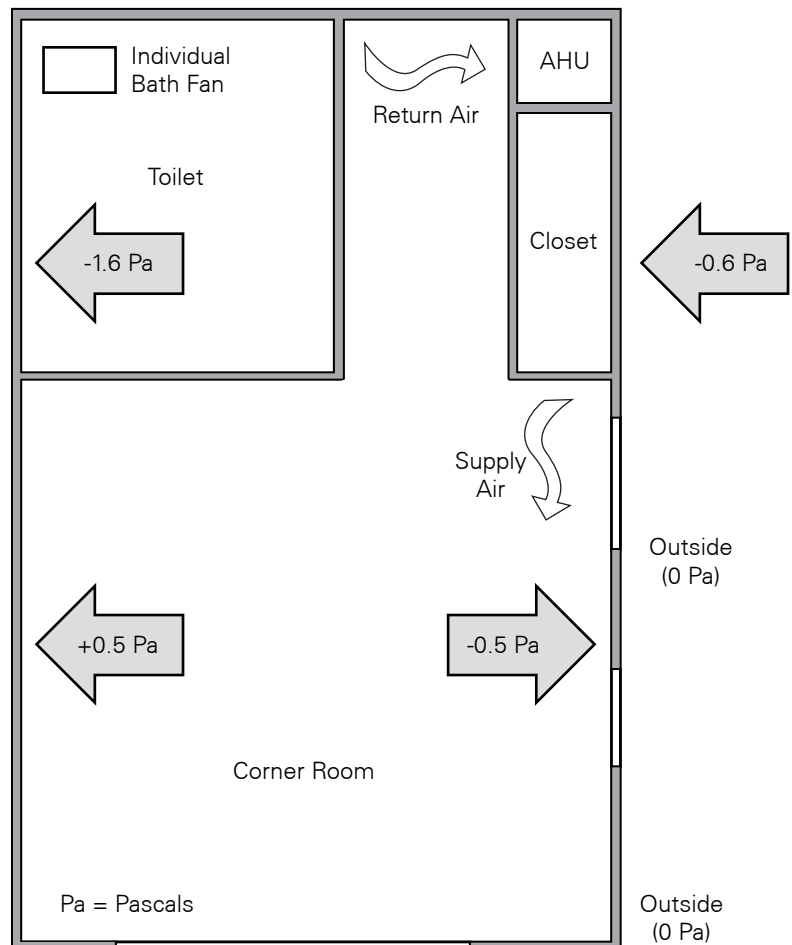 Individual
Bath Fan
AHU
Return Air
Toilet
Closet
-1.6 Pa
-0.6 Pa
Supply
Air
Outside
(0 Pa)
+0.5 Pa
-0.5 Pa
Corner Room
Pa = Pascals
Outside
(0 Pa)